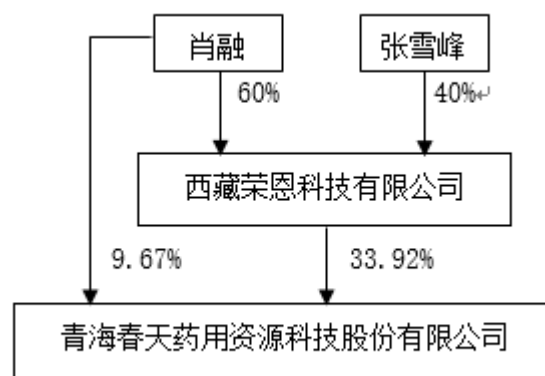 肖融 张雪峰
60% 40%↵
西藏荣恩科技有限公司
9.67% 33.92%
青海春天药用资源科技股份有限公司